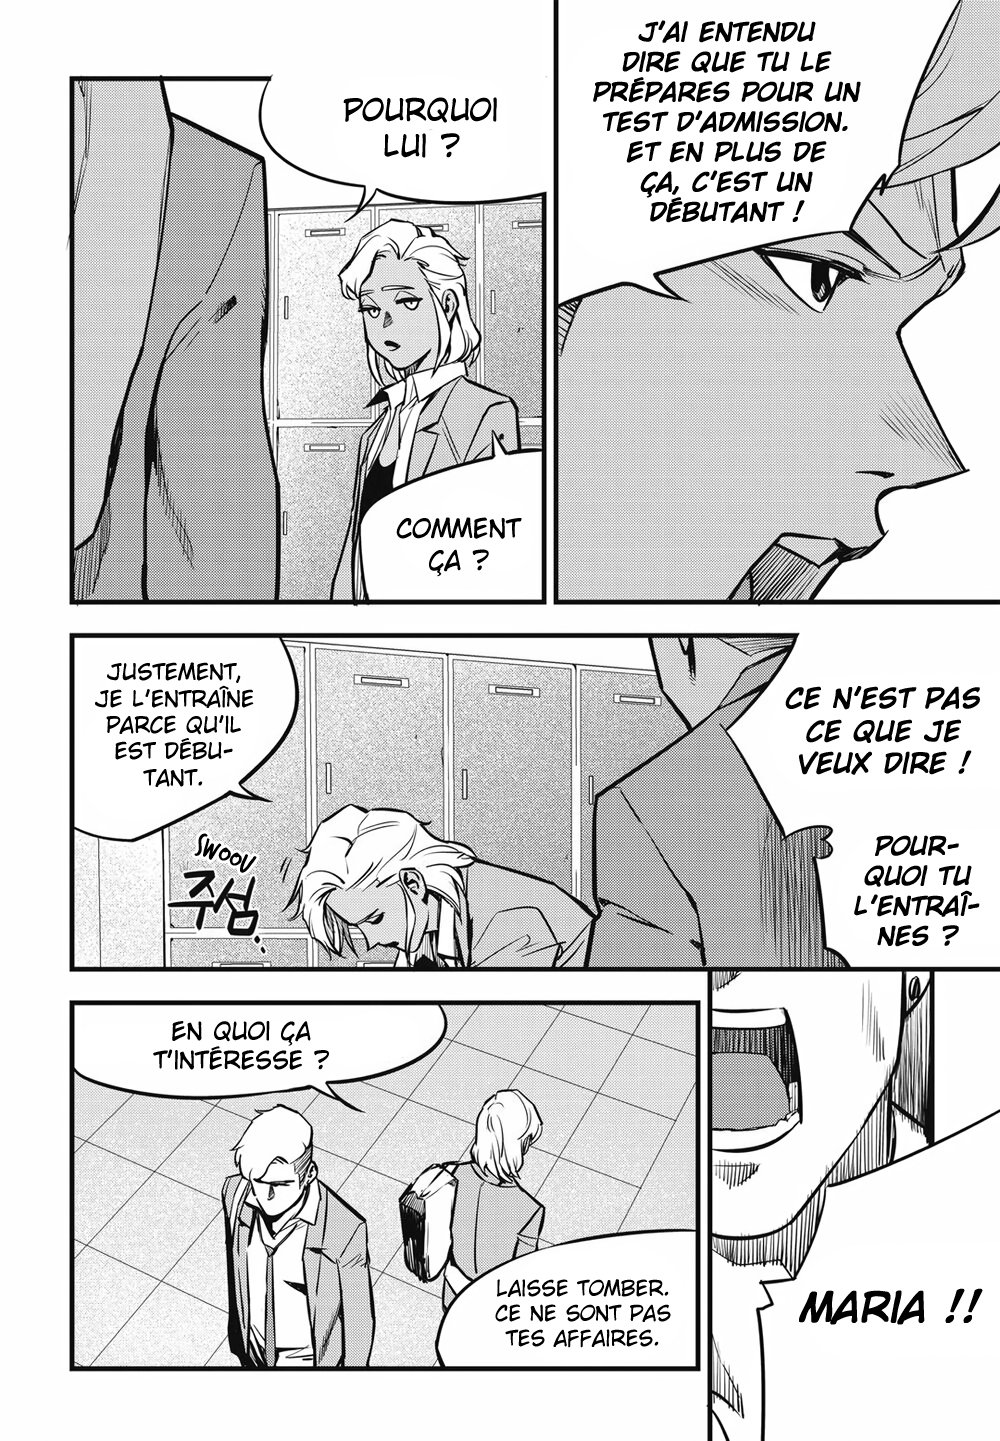 POURQUOI
LUI ?
COMMENT
ÇA ?
J'AI ENTENDU
DIRE QUE TU LE
PRÉPARES POUR UN
TEST D'ADMISSION.
ET EN PLUS DE
ÇA, C'EST UN
DÉBUTANT !
JUSTEMENT,
JE L'ENTRAÎNE
PARCE QU'IL
EST DÉBU-
TANT.
SWOOU
주섬
CE N'EST PAS
CE QUE JE
VEUX DIRE !
POUR-
QUOI TU
L'ENTRAÎ-
NES ?
EN QUOI ÇA
T'INTÉRESSE ?
LAISSE TOMBER.
CE NE SONT PAS
TES AFFAIRES.
MARIA !!